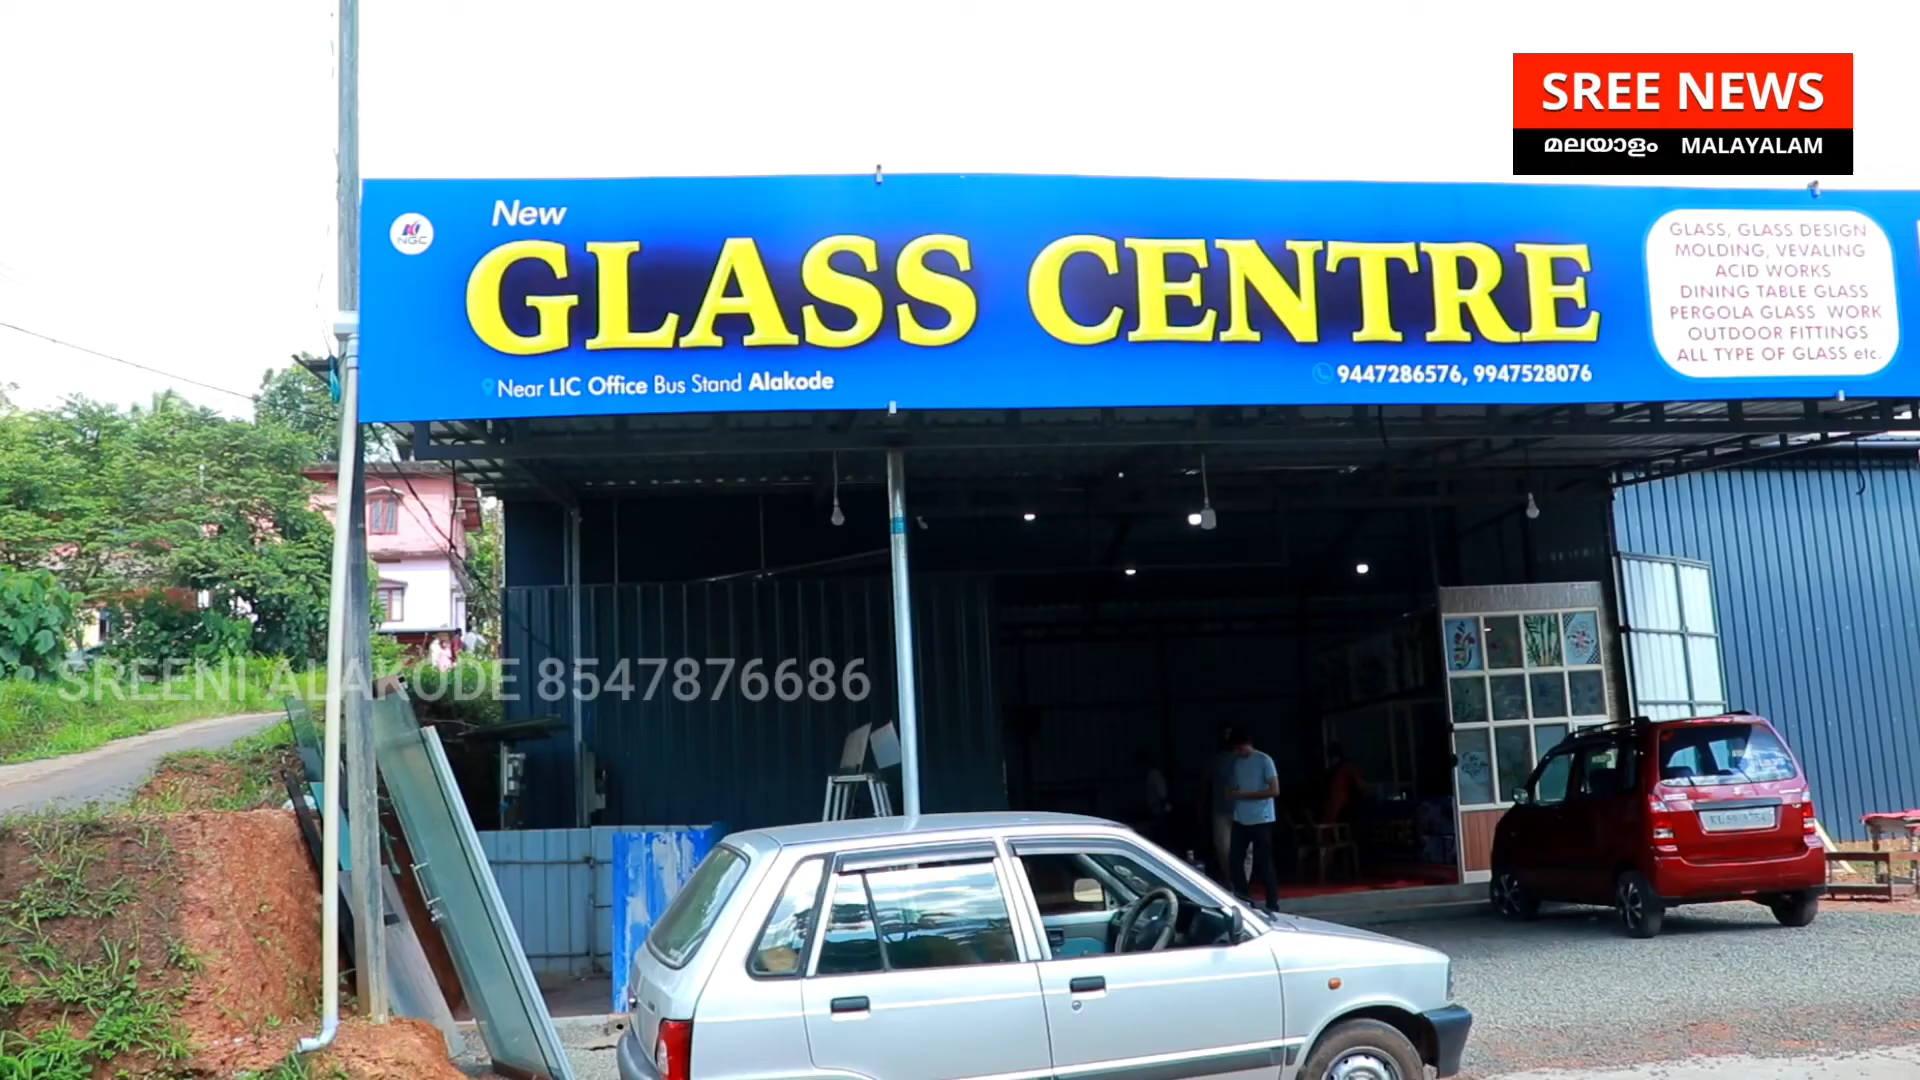 SREE NEWS
മലയാളം MALAYALAM
NGC
New
GLASS CENTRE
Near LIC Office Bus Stand Alakode
9447286576, 9947528076
GLASS, GLASS DESIGN
MOLDING, VEVALING
ACID WORKS
DINING TABLE GLASS
PERGOLA GLASS WORK
OUTDOOR FITTINGS
ALL TYPE OF GLASS etc.
SREENI ALAKODE 8547876686